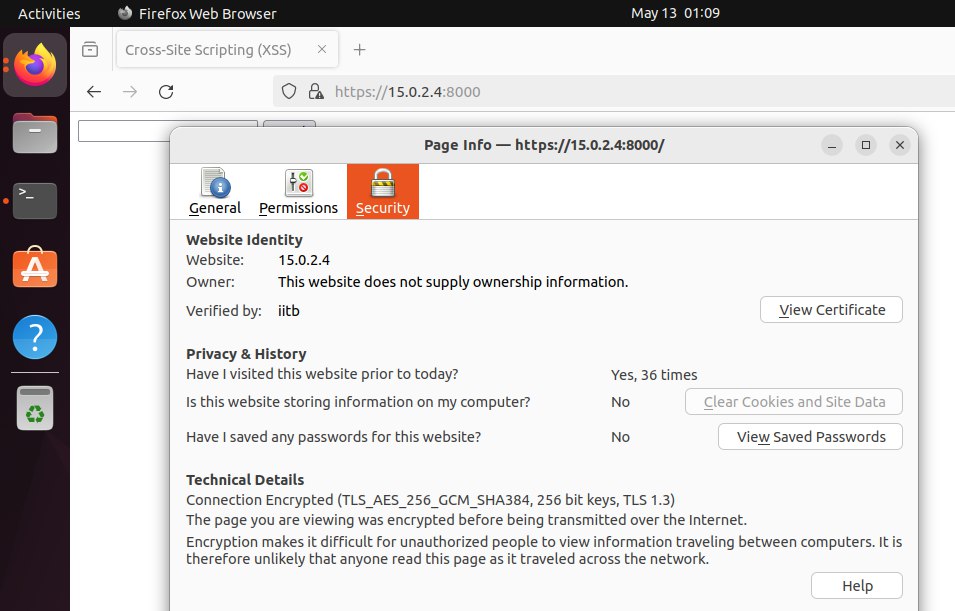 Activities Firefox Web Browser May 13 01:09
Cross-Site Scripting (XSS)
https://15.0.2.4:8000
Page Info — https://15.0.2.4:8000/
General Permissions Security
Website Identity
Website: 15.0.2.4
Owner: This website does not supply ownership information.
Verified by: iitb View Certificate
Privacy & History
Have I visited this website prior to today? Yes, 36 times
Is this website storing information on my computer? No Clear Cookies and Site Data
Have I saved any passwords for this website? No View Saved Passwords
Technical Details
Connection Encrypted (TLS_AES_256_GCM_SHA384, 256 bit keys, TLS 1.3)
The page you are viewing was encrypted before being transmitted over the Internet.
Encryption makes it difficult for unauthorized people to view information traveling between computers. It is
therefore unlikely that anyone read this page as it traveled across the network.
Help